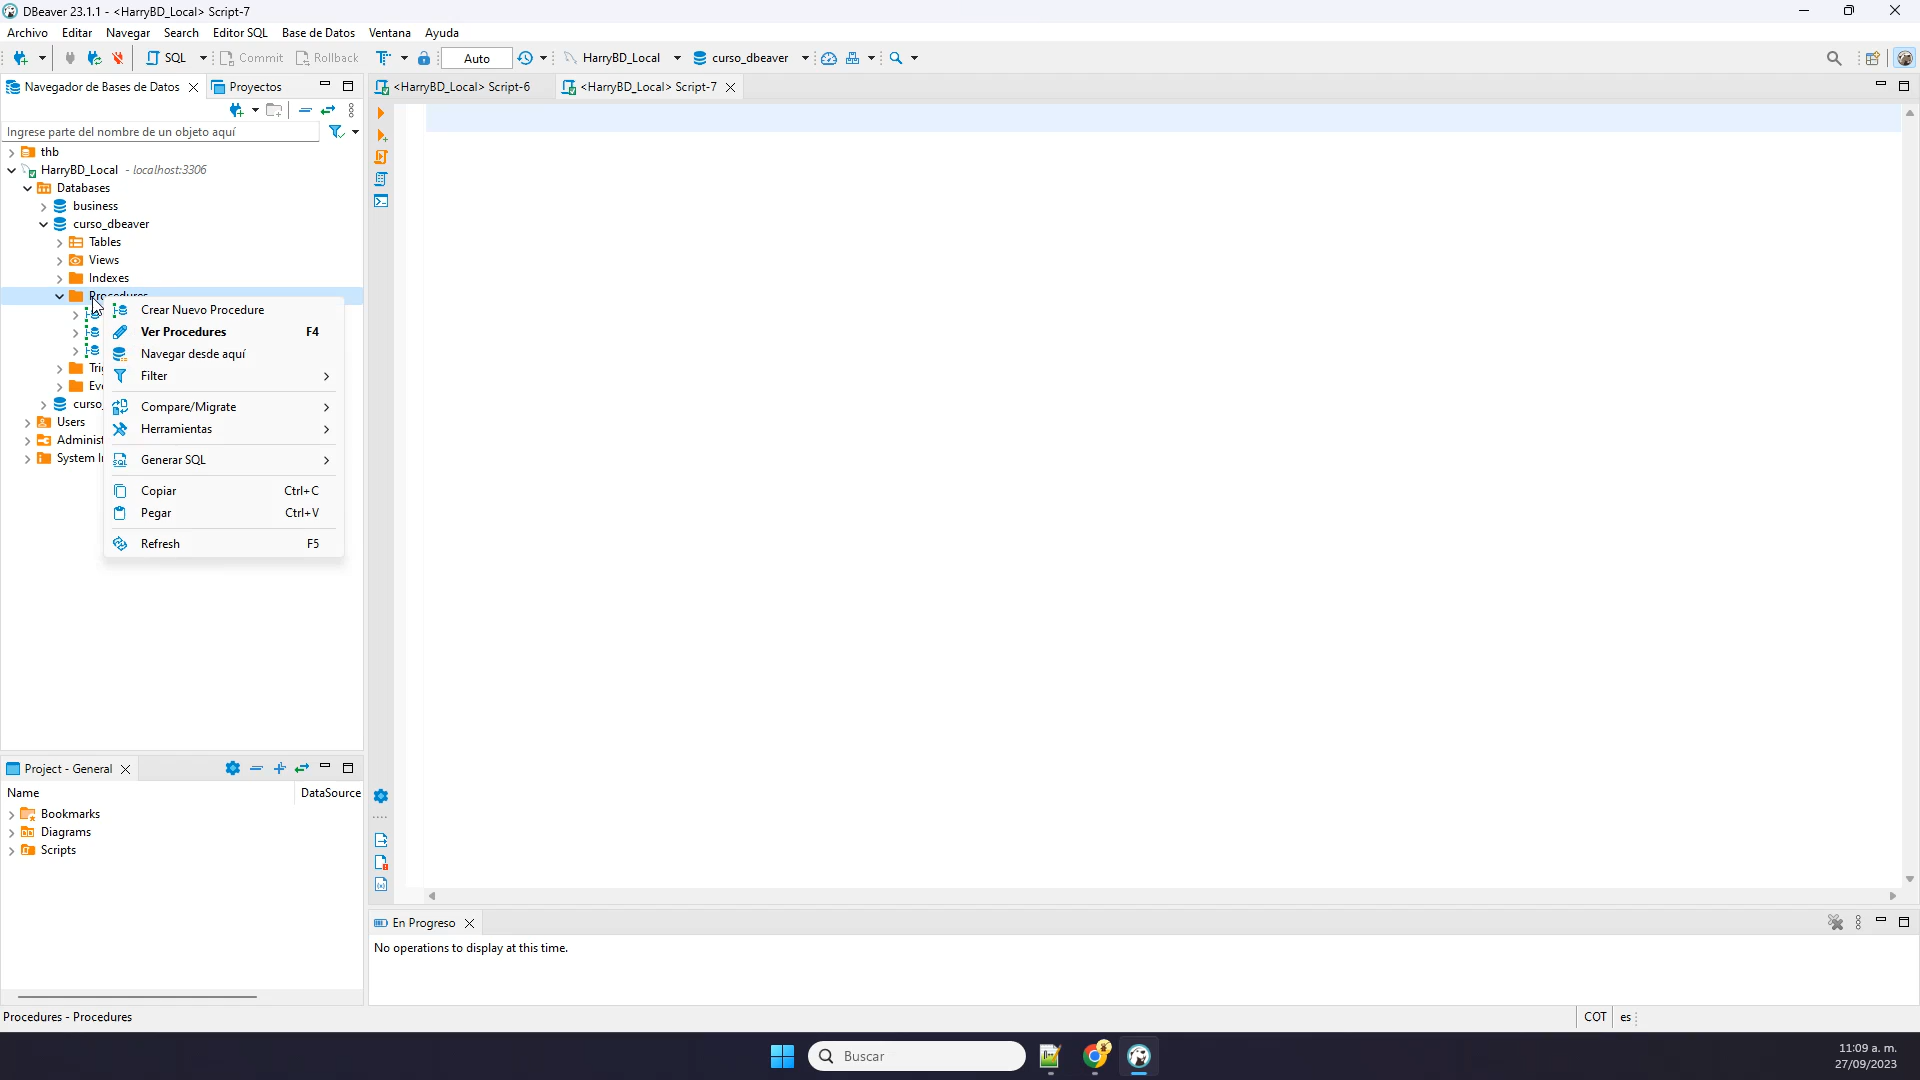 DBeaver 23.1.1 - <HarryBD_Local> Script-7
Archivo Editar Navegar Search Editor SQL Base de Datos Ventana Ayuda
SQL Commit Rollback Auto HarryBD_Local curso_dbeaver
Navegador de Bases de Datos Proyectos
<HarryBD_Local> Script-6 <HarryBD_Local> Script-7
Ingrese parte del nombre de un objeto aquí
thb
HarryBD_Local - localhost:3306
Databases
business
curso_dbeaver
Tables
Views
Indexes
Procedures
Crear Nuevo Procedure
Ver Procedures F4
Navegar desde aquí
Filter
Compare/Migrate
Herramientas
Generar SQL
Copiar Ctrl+C
Pegar Ctrl+V
Refresh F5
Users
Project - General
Name DataSource
Bookmarks
Diagrams
Scripts
En Progreso
No operations to display at this time.
Procedures - Procedures
COT es
Buscar
11:09 a. m.
27/09/2023